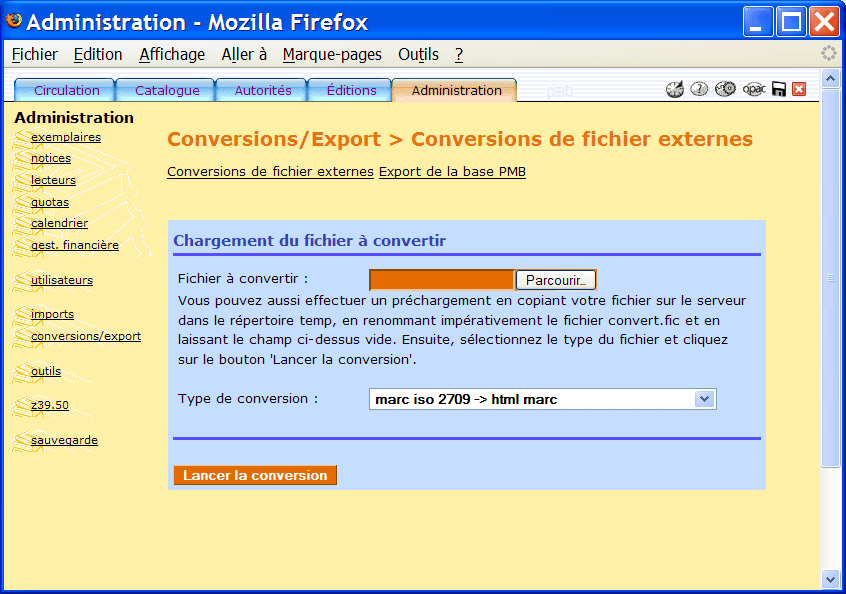 Administration - Mozilla Firefox
Fichier Edition Affichage Aller à Marque-pages Outils ?
Circulation Catalogue Autorités Éditions Administration opac
Administration
exemplaires
notices
lecteurs
quotas
calendrier
gest. financière
utilisateurs
imports
conversions/export
outils
z39.50
sauvegarde
Conversions/Export > Conversions de fichier externes
Conversions de fichier externes Export de la base PMB
Chargement du fichier à convertir
Fichier à convertir : Parcourir...
Vous pouvez aussi effectuer un préchargement en copiant votre fichier sur le serveur
dans le répertoire temp, en renommant impérativement le fichier convert.fic et en
laissant le champ ci-dessus vide. Ensuite, sélectionnez le type du fichier et cliquez
sur le bouton 'Lancer la conversion'.
Type de conversion : marc iso 2709 -> html marc
Lancer la conversion